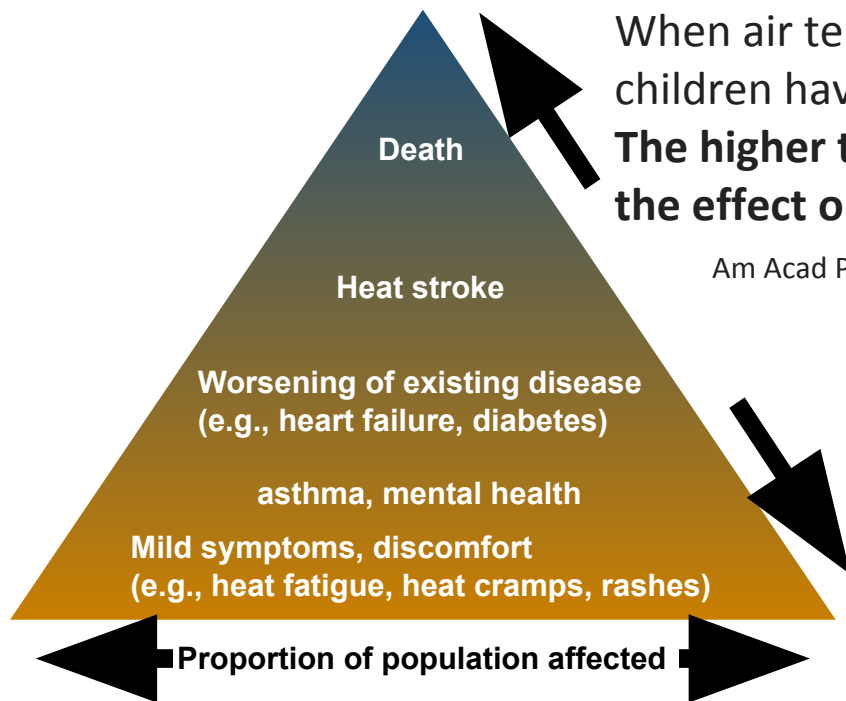 When air te
children hav
The higher t
the effect o
Am Acad P
Death
Heat stroke
Worsening of existing disease
(e.g., heart failure, diabetes)
asthma, mental health
Mild symptoms, discomfort
(e.g., heat fatigue, heat cramps, rashes)
Proportion of population affected